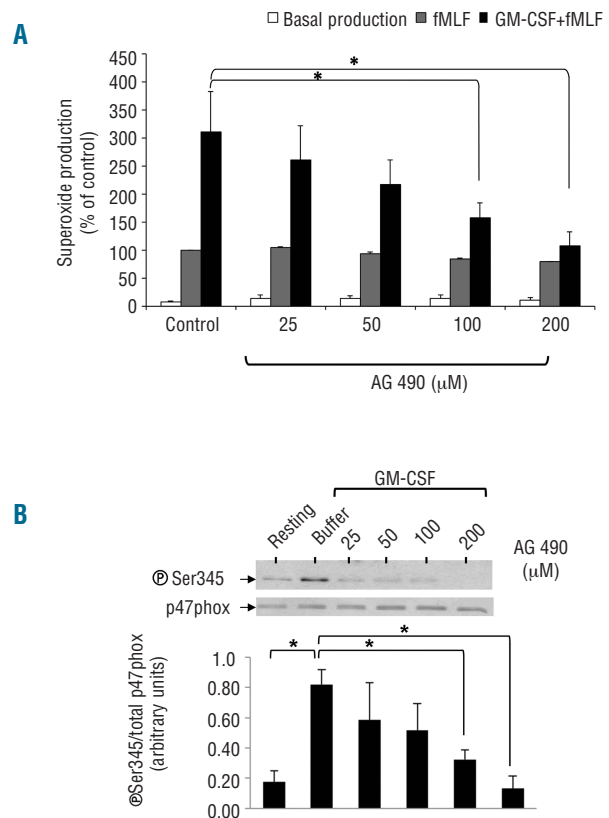 A
Basal production fMLF GM-CSF+fMLF
* 
*
450
400
350
300
250
200
150
100
50
0
Superoxide production
(% of control)
Control 25 50 100 200
AG 490 (μM)
B
GM-CSF
Resting Buffer 25 50 100 200
AG 490
(μM)
Ⓟ Ser345
p47phox
* * *
1.0
0.80
0.60
0.40
0.20
0.00
ⓅSer345/total p47phox
(arbitrary units)